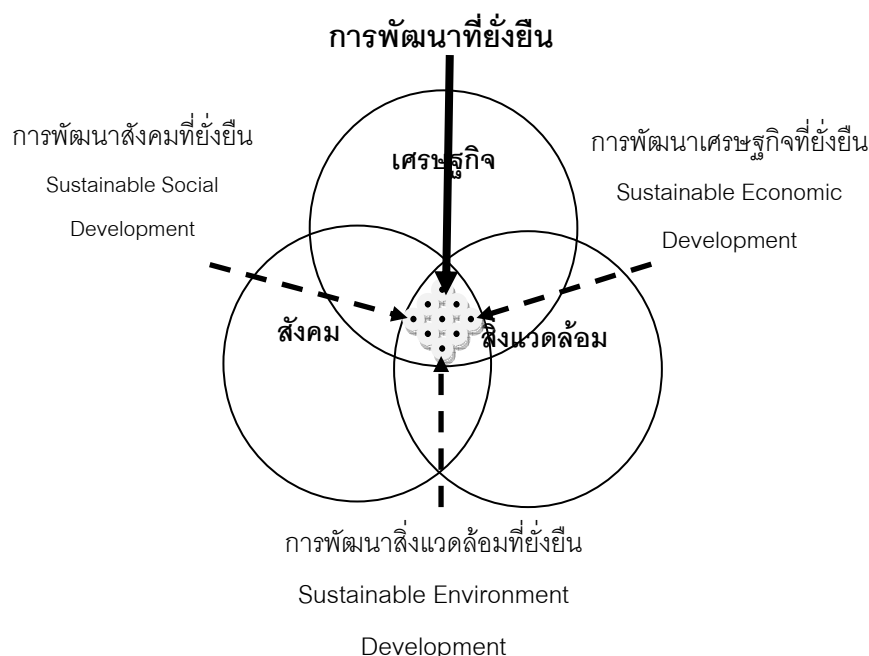 การพัฒนาที่ยั่งยืน
การพัฒนาสังคมที่ยั่งยืน
Sustainable Social
Development
การพัฒนาเศรษฐกิจที่ยั่งยืน
Sustainable Economic
Development
เศรษฐกิจ
สังคม
สิ่งแวดล้อม
การพัฒนาสิ่งแวดล้อมที่ยั่งยืน
Sustainable Environment
Development